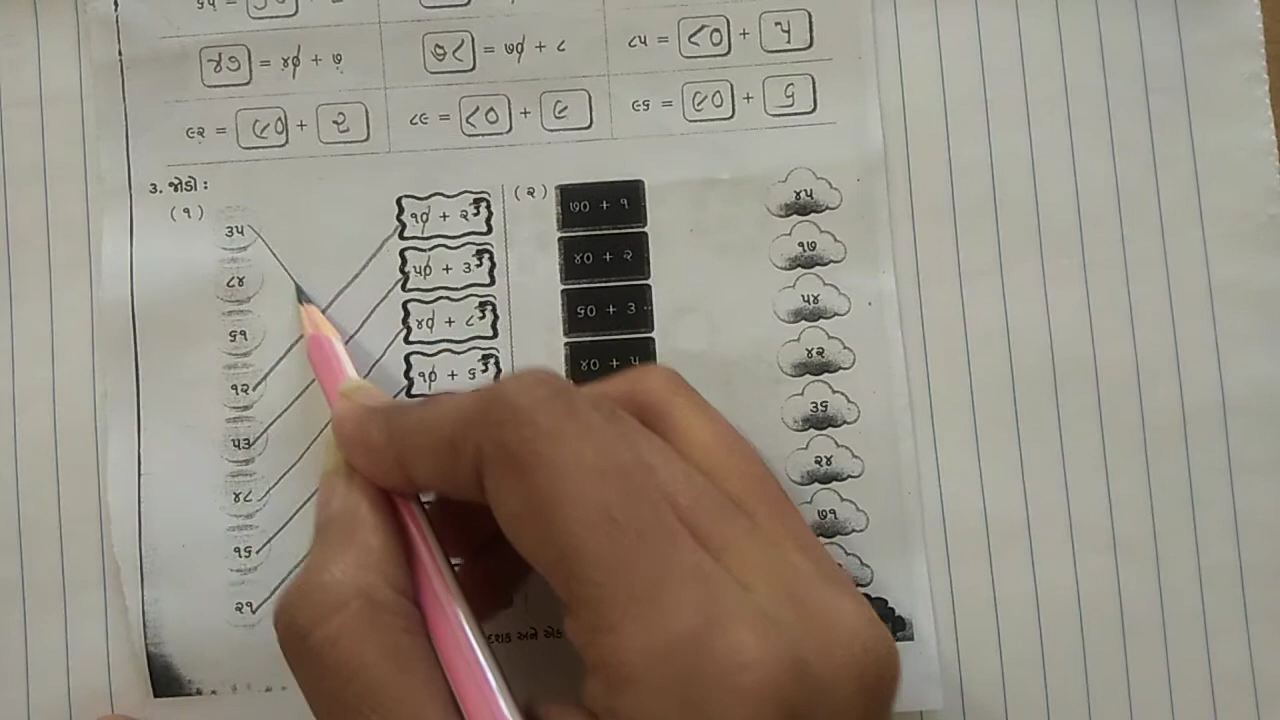 ૪૭ = ૪૦ + ૭
૭૮ = ૭૦ + ૮
૮૫ = ૮૦ + ૫
૯૨ = ૯૦ + ૨
૮૯ = ૮૦ + ૯
૯૬ = ૯૦ + ૬
૩. જોડો :
(૧)
૩૫
૮૪
૬૧
૧૨
૫૩
૪૮
૧૬
૨૧
૧૦ + ૨
૫૦ + ૩
૪૦ + ૮
૧૦ + ૬
(૨)
૭૦ + ૧
૪૦ + ૨
૬૦ + ૩
૪૦ + ૫
૪૫
૧૭
૫૪
૪૨
૩૬
૨૪
૭૧
દશક અને